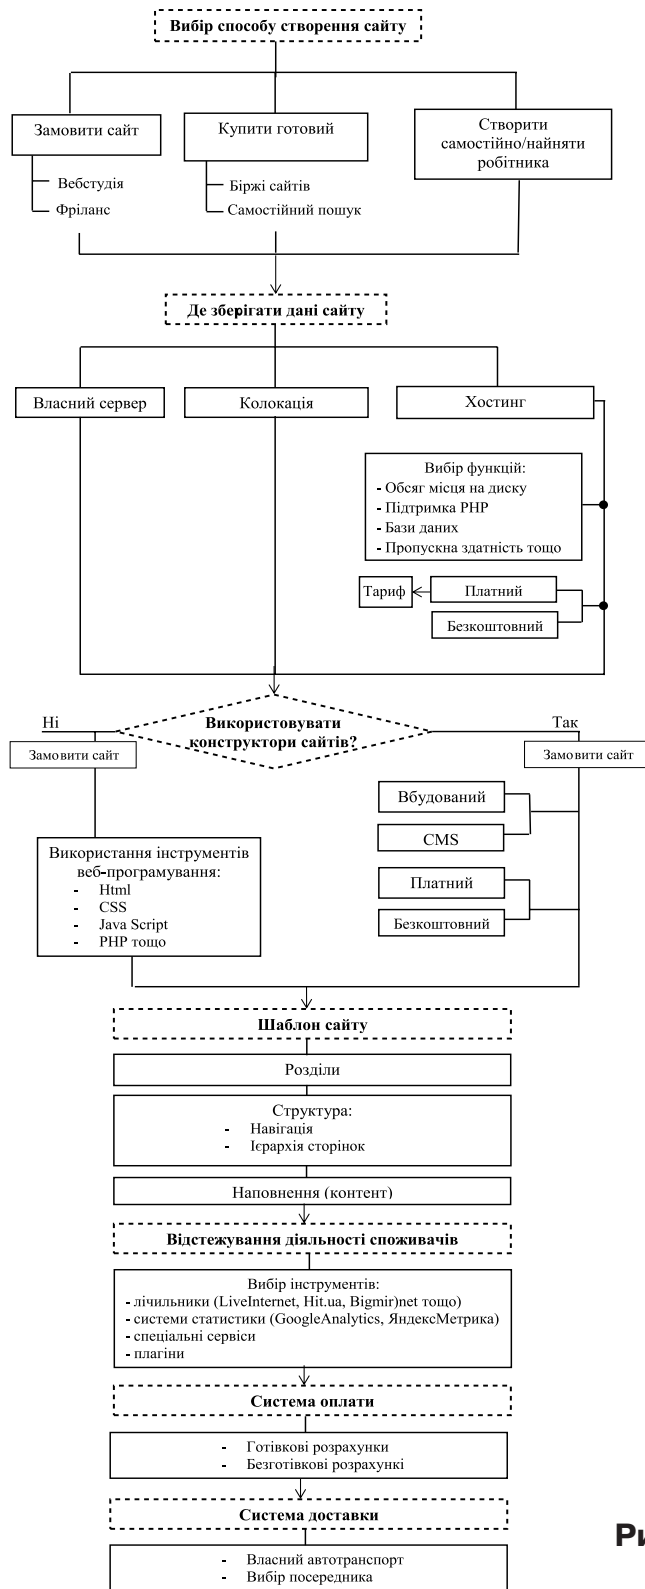 Вибір способу створення сайту
Замовити сайт
Купити готовий
Створити
самостійно/найняти
робітника
Вебстудія
Фріланс
Біржі сайтів
Самостійний пошук
Де зберігати дані сайту
Власний сервер
Колокація
Хостинг
Вибір функцій:
- Обсяг місця на диску
- Підтримка PHP
- Бази даних
- Пропускна здатність тощо
Тариф
Платний
Безкоштовний
Ні
Використовувати
конструктори сайтів?
Так
Замовити сайт
Замовити сайт
Вбудований
CMS
Використання інструментів
веб-програмування:
- Html
- CSS
- Java Script
- PHP тощо
Платний
Безкоштовний
Шаблон сайту
Розділи
Структура:
- Навігація
- Ієрархія сторінок
Наповнення (контент)
Відстежування діяльності споживачів
Вибір інструментів:
- лічильники (LiveInternet, Hit.ua, Bigmir)net тощо)
- системи статистики (GoogleAnalytics, ЯндексМетрика)
- спеціальні сервіси
- плагіни
Система оплати
- Готівкові розрахунки
- Безготівкові розрахункі
Система доставки
- Власний автотранспорт
- Вибір посередника